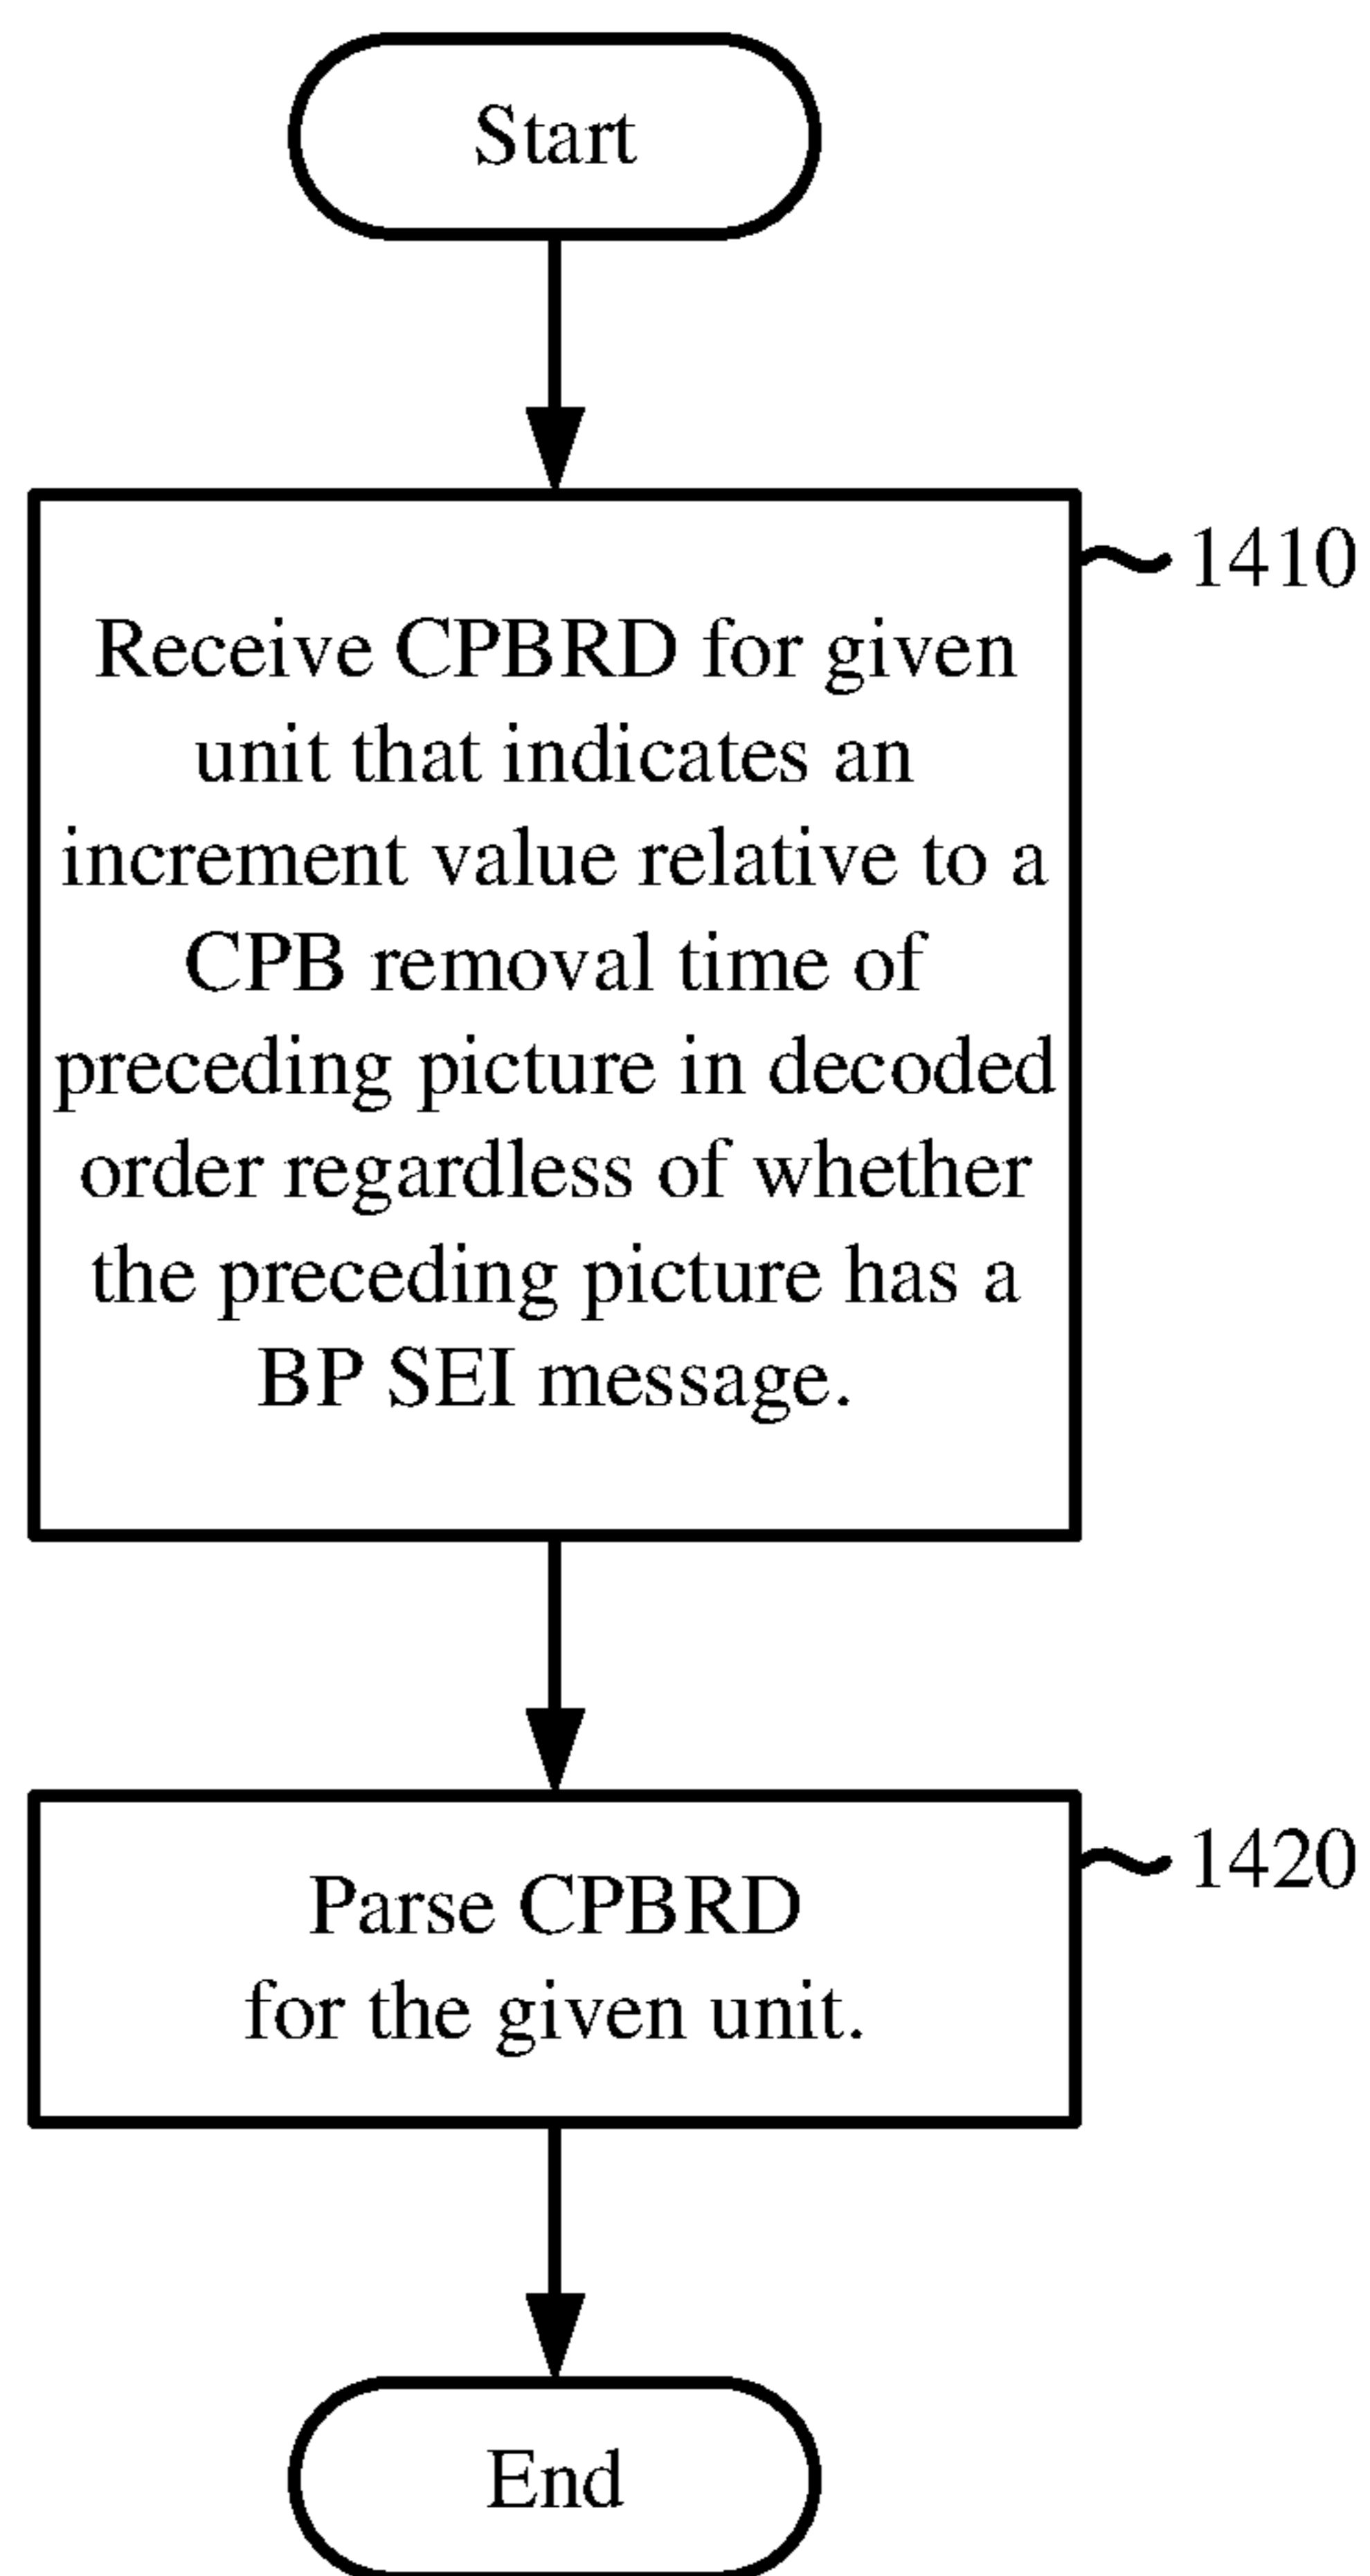 Start
1410
Receive CPBRD for given
unit that indicates an
increment value relative to a
CPB removal time of
preceding picture in decoded
order regardless of whether
the preceding picture has a
BP SEI message.
1420
Parse CPBRD
for the given unit.
End